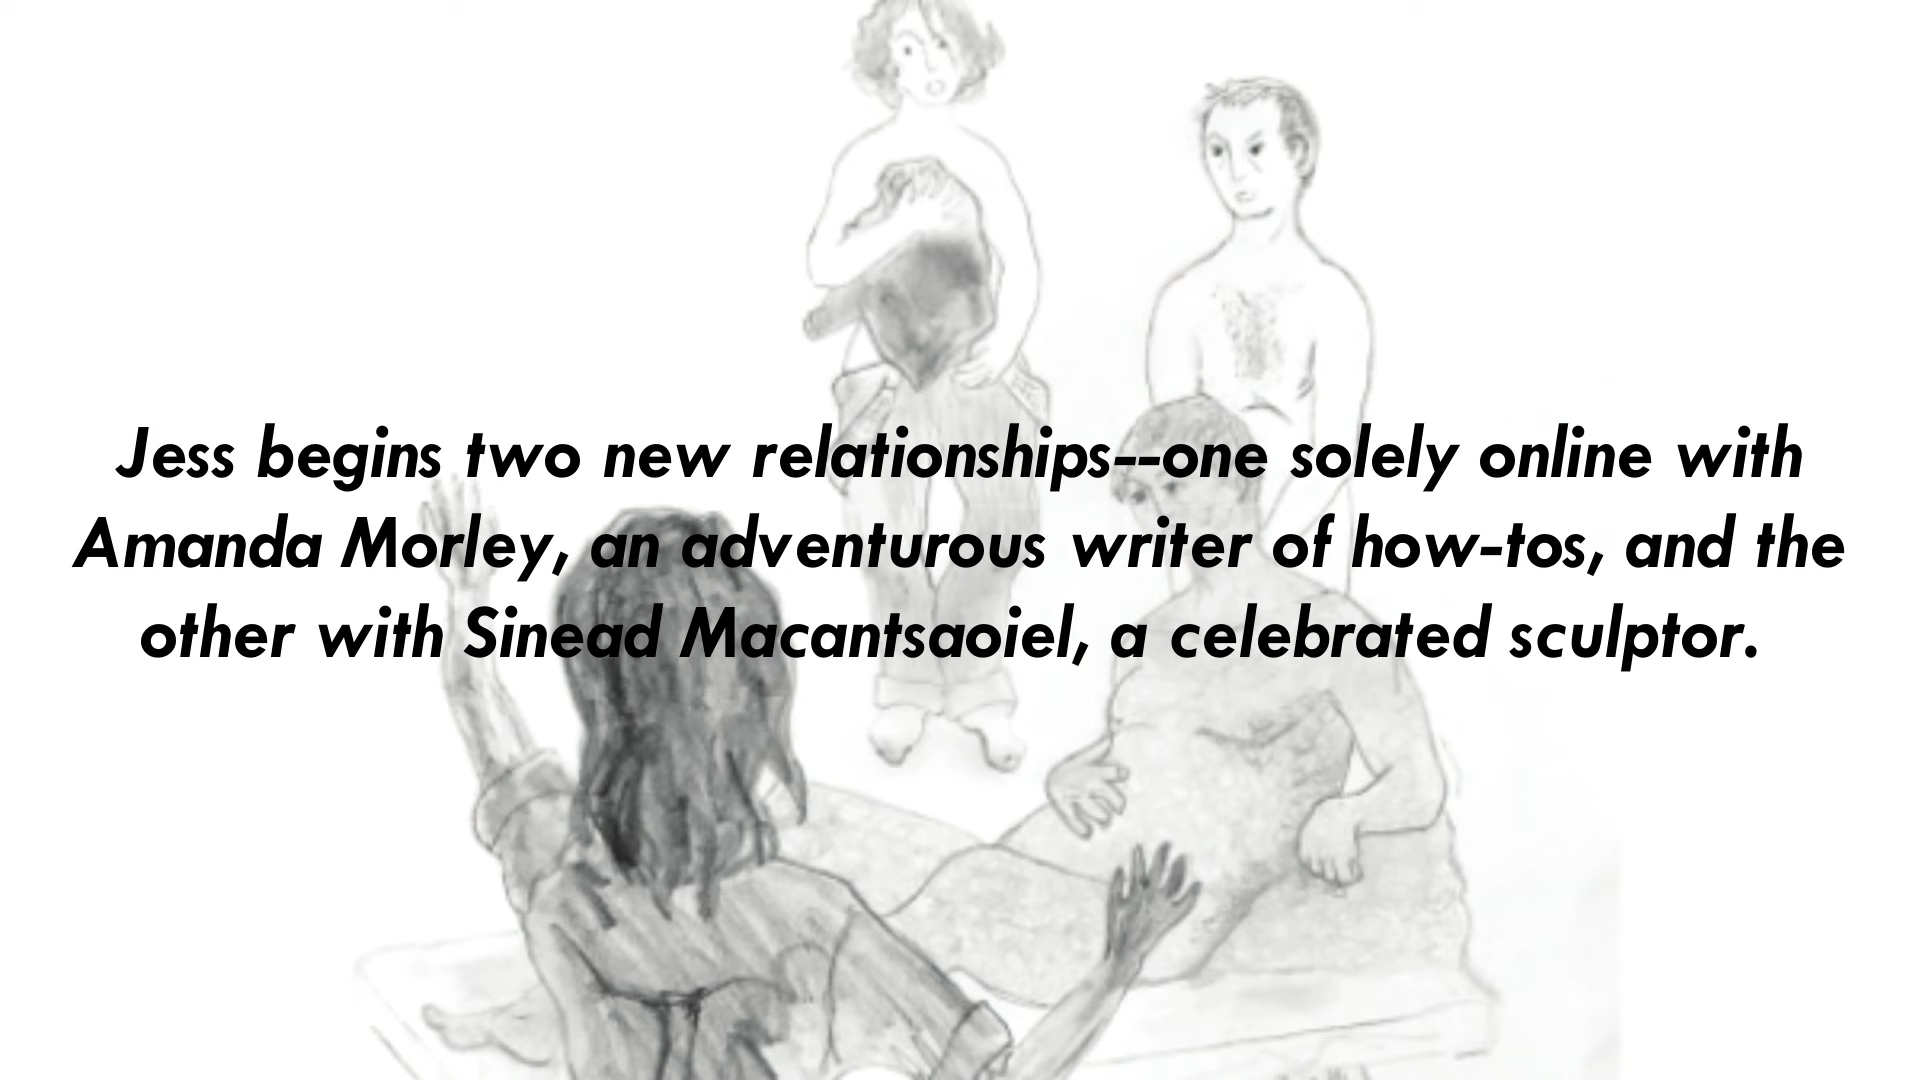 Jess begins two new relationships--one solely online with
Amanda Morley, an adventurous writer of how-tos, and the
other with Sinead Macantsaoiel, a celebrated sculptor.